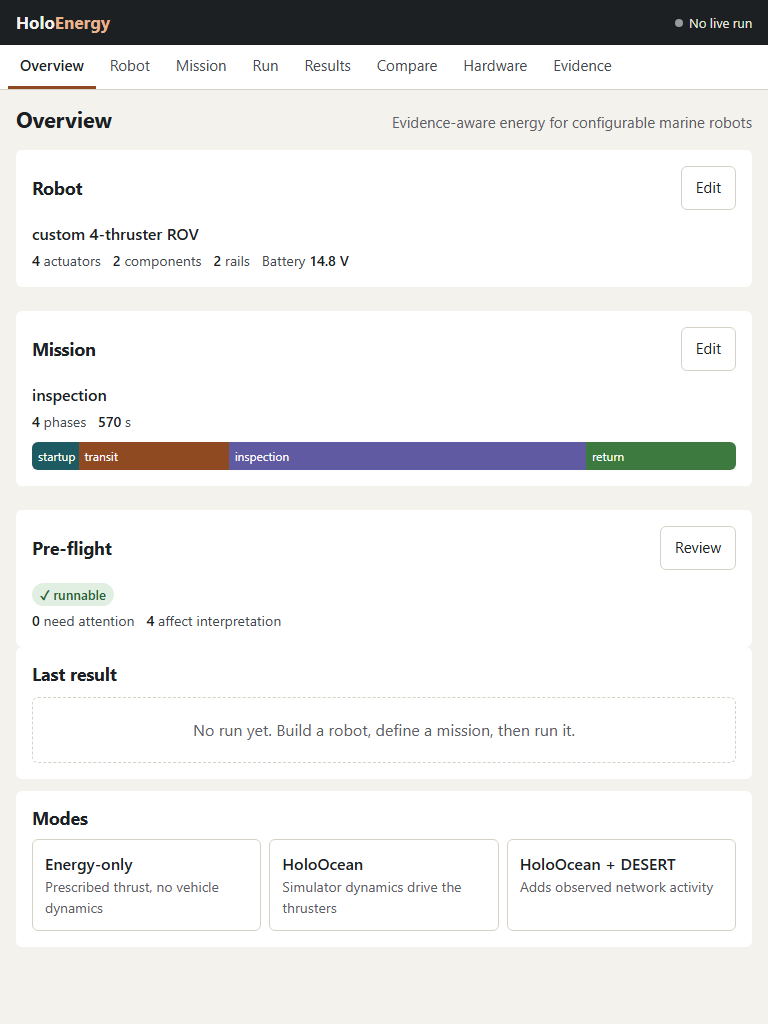 HoloEnergy
No live run
Overview Robot Mission Run Results Compare Hardware Evidence
Overview
Evidence-aware energy for configurable marine robots
Robot
Edit
custom 4-thruster ROV
4 actuators 2 components 2 rails Battery 14.8 V
Mission
Edit
inspection
4 phases 570 s
startup transit inspection return
Pre-flight
Review
✓ runnable
0 need attention 4 affect interpretation
Last result
No run yet. Build a robot, define a mission, then run it.
Modes
Energy-only
Prescribed thrust, no vehicle
dynamics
HoloOcean
Simulator dynamics drive the
thrusters
HoloOcean + DESERT
Adds observed network activity